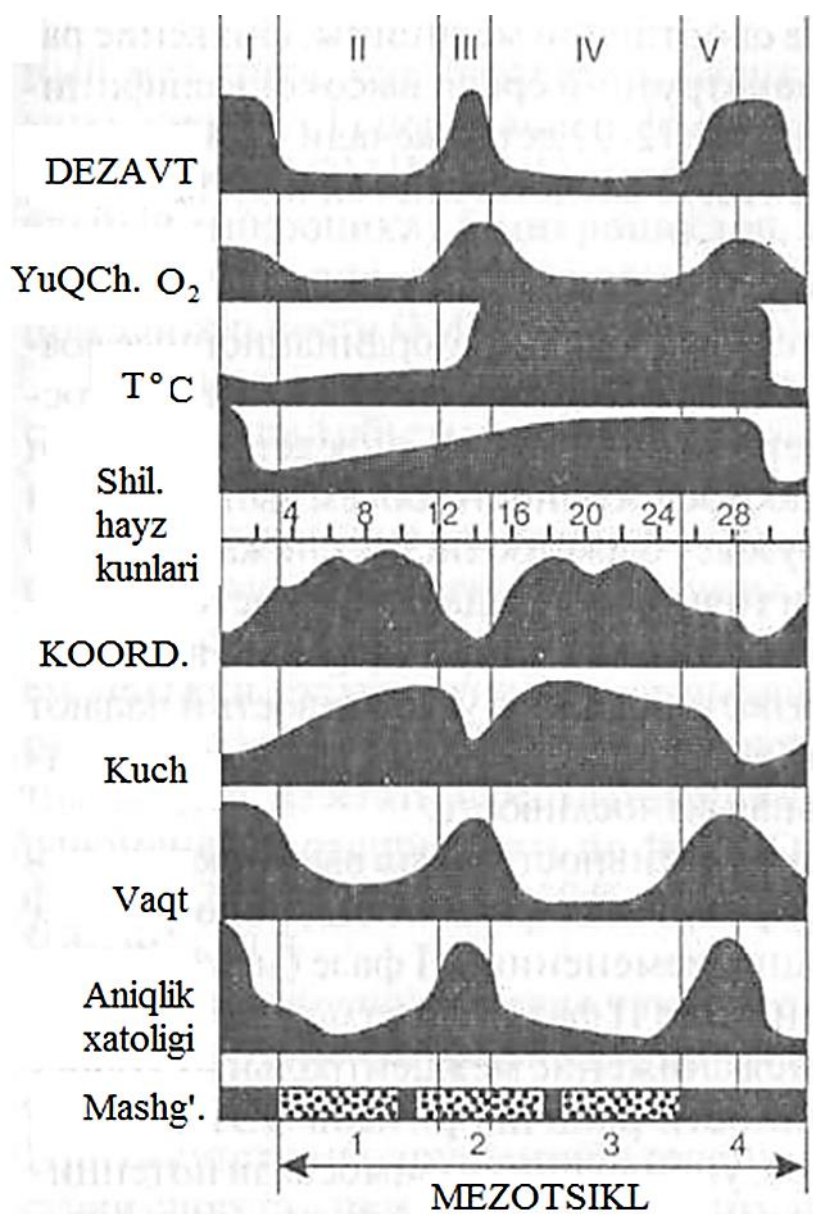 I II III IV V
DEZAVT
YuQCh. O₂
T°C
Shil.
hayz
kunlari
4 8 12 16 20 24 28
KOORD.
Kuch
Vaqt
Aniqlik
xatoligi
Mashg'.
1 2 3 4
MEZOTSIKL